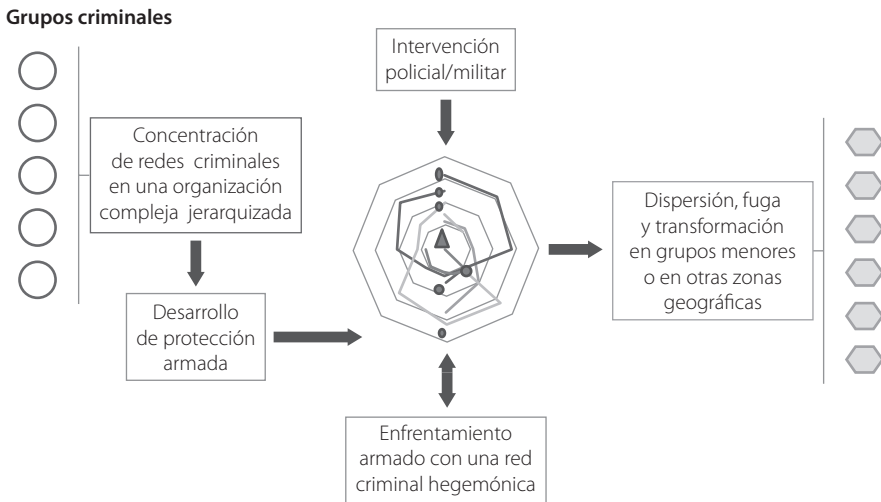 Grupos criminales
Concentración
de redes criminales
en una organización
compleja jerarquizada
Desarrollo
de protección
armada
Intervención
policial/militar
Enfrentamiento
armado con una red
criminal hegemónica
Dispersión, fuga
y transformación
en grupos menores
o en otras zonas
geográficas